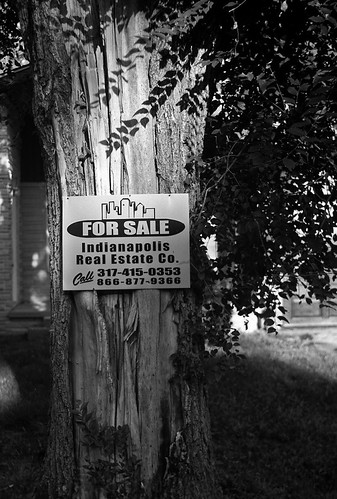 FOR SALE
Indianapolis
Real Estate Co.
Call 317-415-0353
866-877-9366